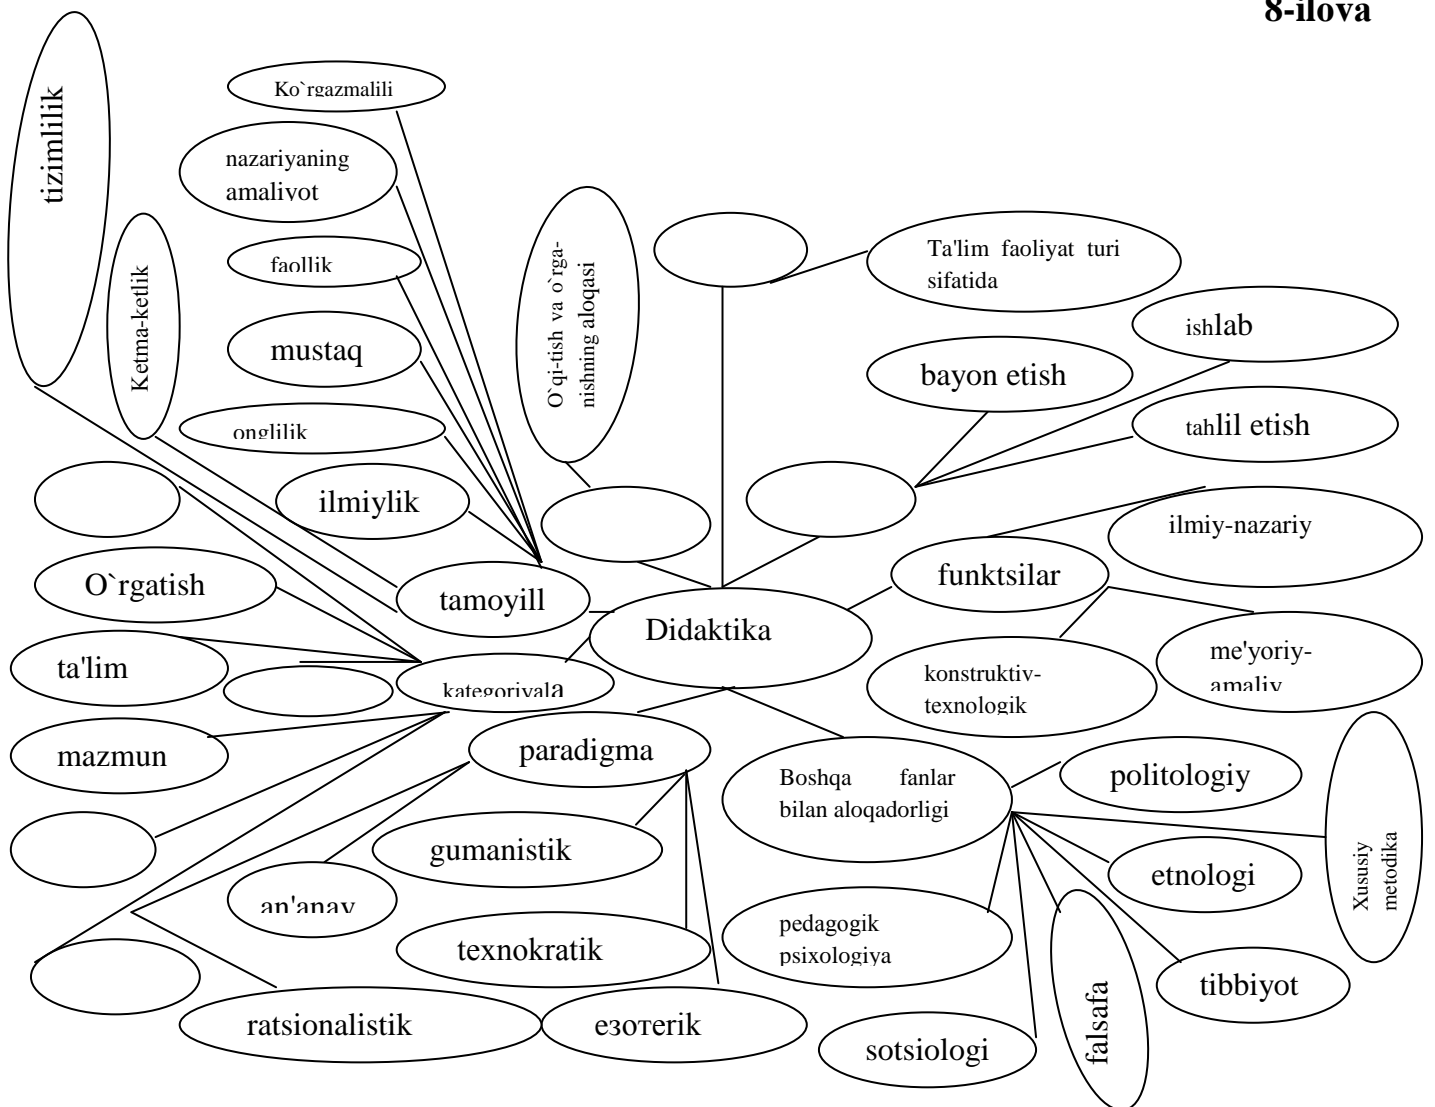 8-ilova
tizimlilik
Ko`rgazmalili
nazariyaning
amaliyot
Ketma-ketlik
faollik
mustaq
onglilik
ilmiylik
O`qi-tish va o`rga-
nishning aloqasi
Ta'lim faoliyat turi
sifatida
ishlab
bayon etish
tahlil etish
ilmiy-nazariy
funktsilar
O`rgatish
tamoyill
Didaktika
ta'lim
kategoriyala
konstruktiv-
texnologik
me'yoriy-
amaliy
mazmun
paradigma
Boshqa fanlar
bilan aloqadorligi
politologiy
gumanistik
etnologi
Xususiy
metodika
an'anay
texnokratik
pedagogik
psixologiya
falsafa
tibbiyot
ratsionalistik
езотerik
sotsiologi